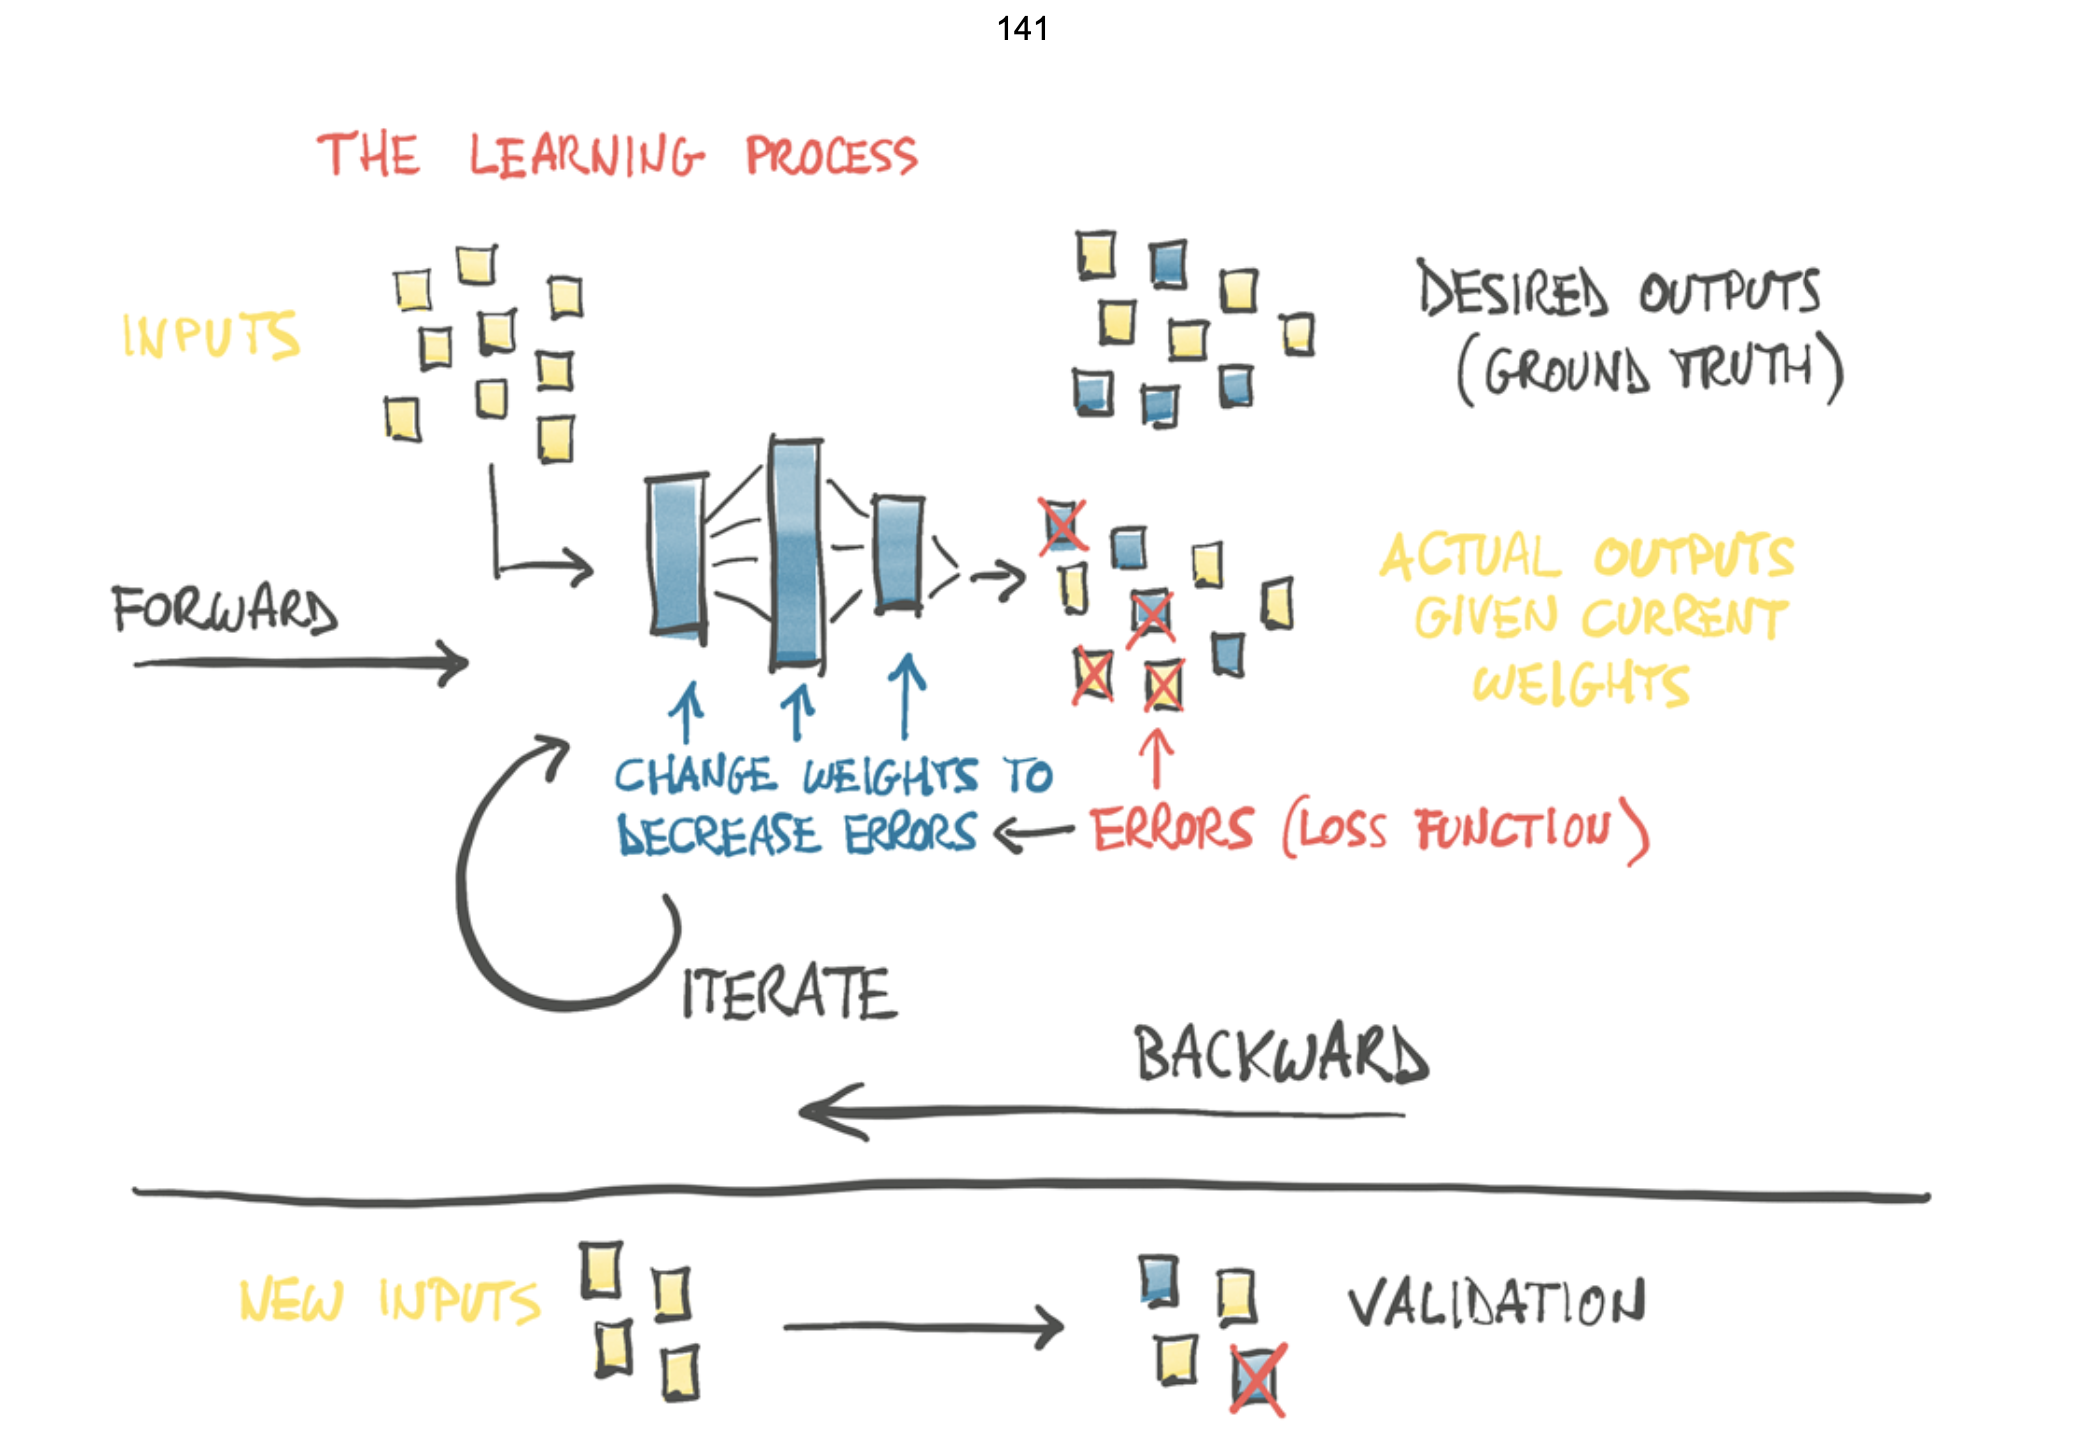 141
THE LEARNING PROCESS
INPUTS
DESIRED OUTPUTS
(GROUND TRUTH)
FORWARD
ACTUAL OUTPUTS
GIVEN CURRENT
WEIGHTS
CHANGE WEIGHTS TO
DECREASE ERRORS
ERRORS (LOSS FUNCTION)
ITERATE
BACKWARD
NEW INPUTS
VALIDATION